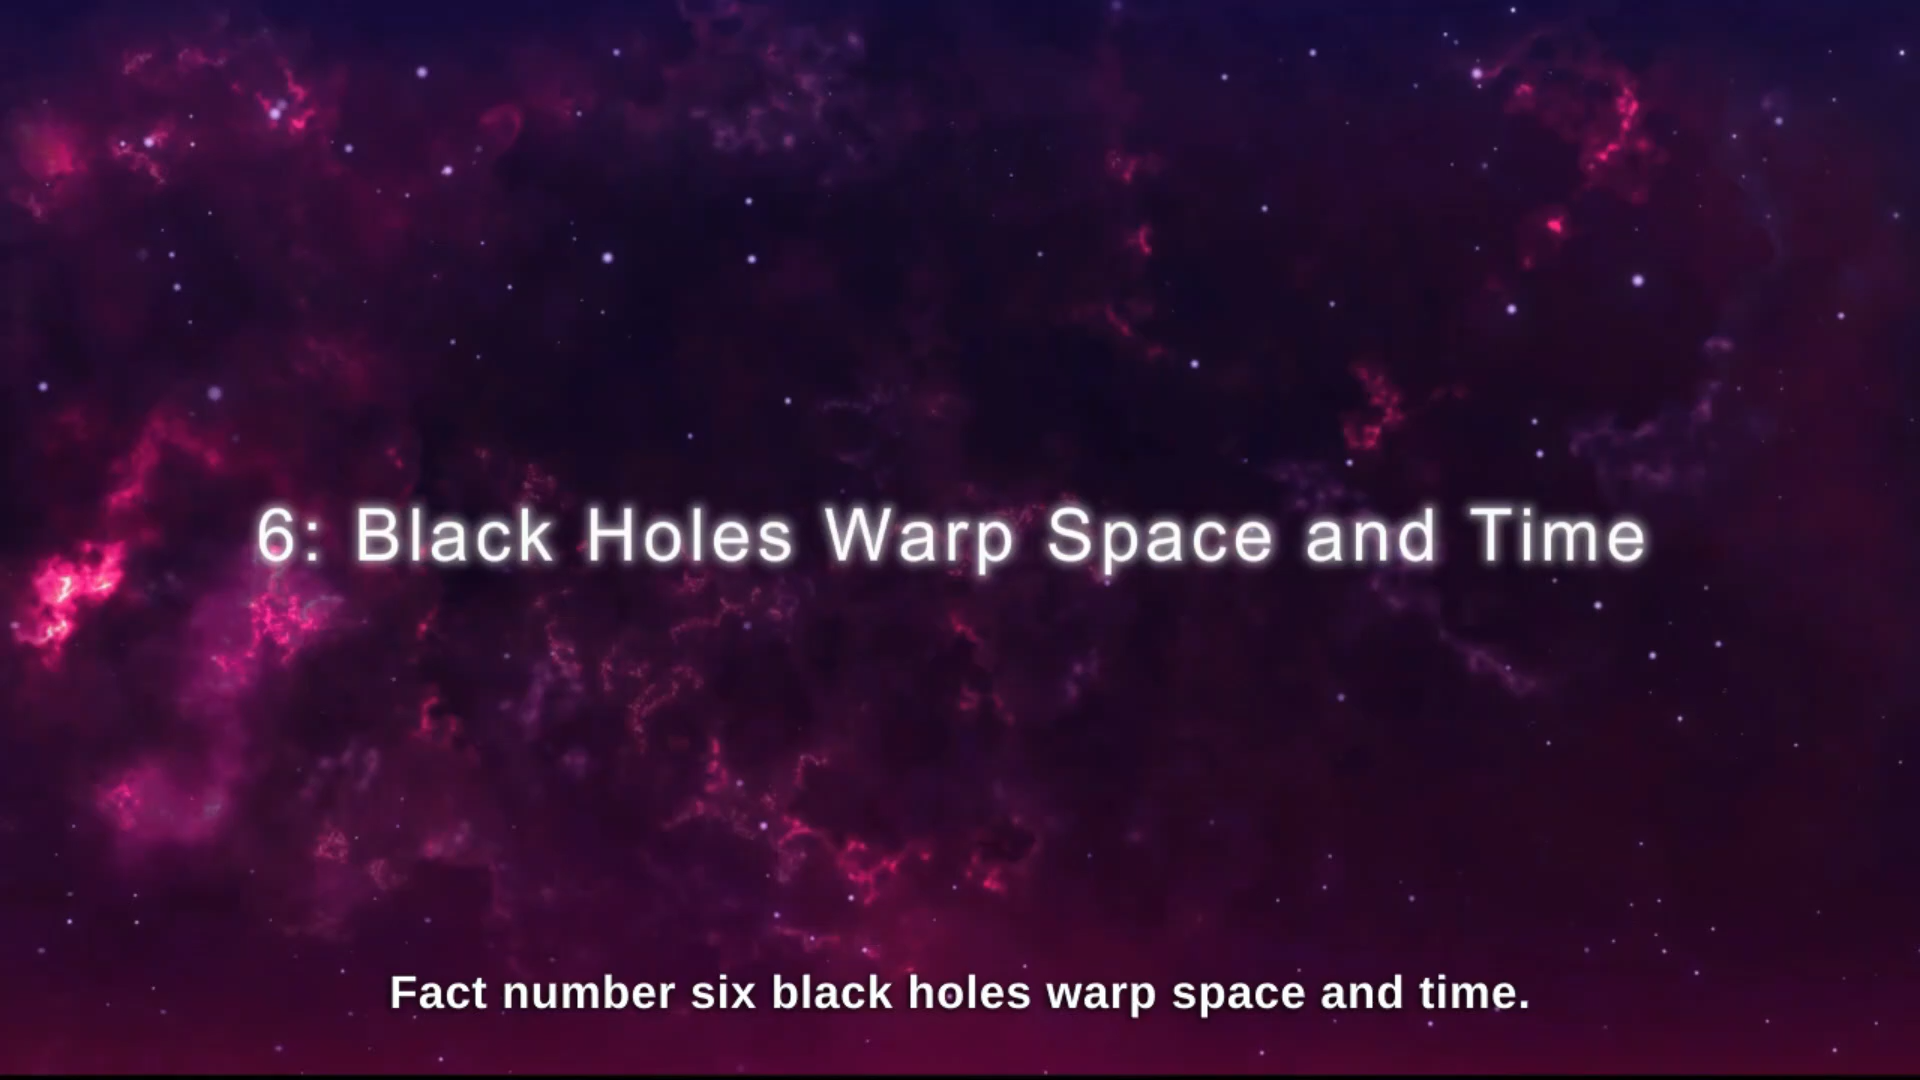 6: Black Holes Warp Space and Time
Fact number six black holes warp space and time.